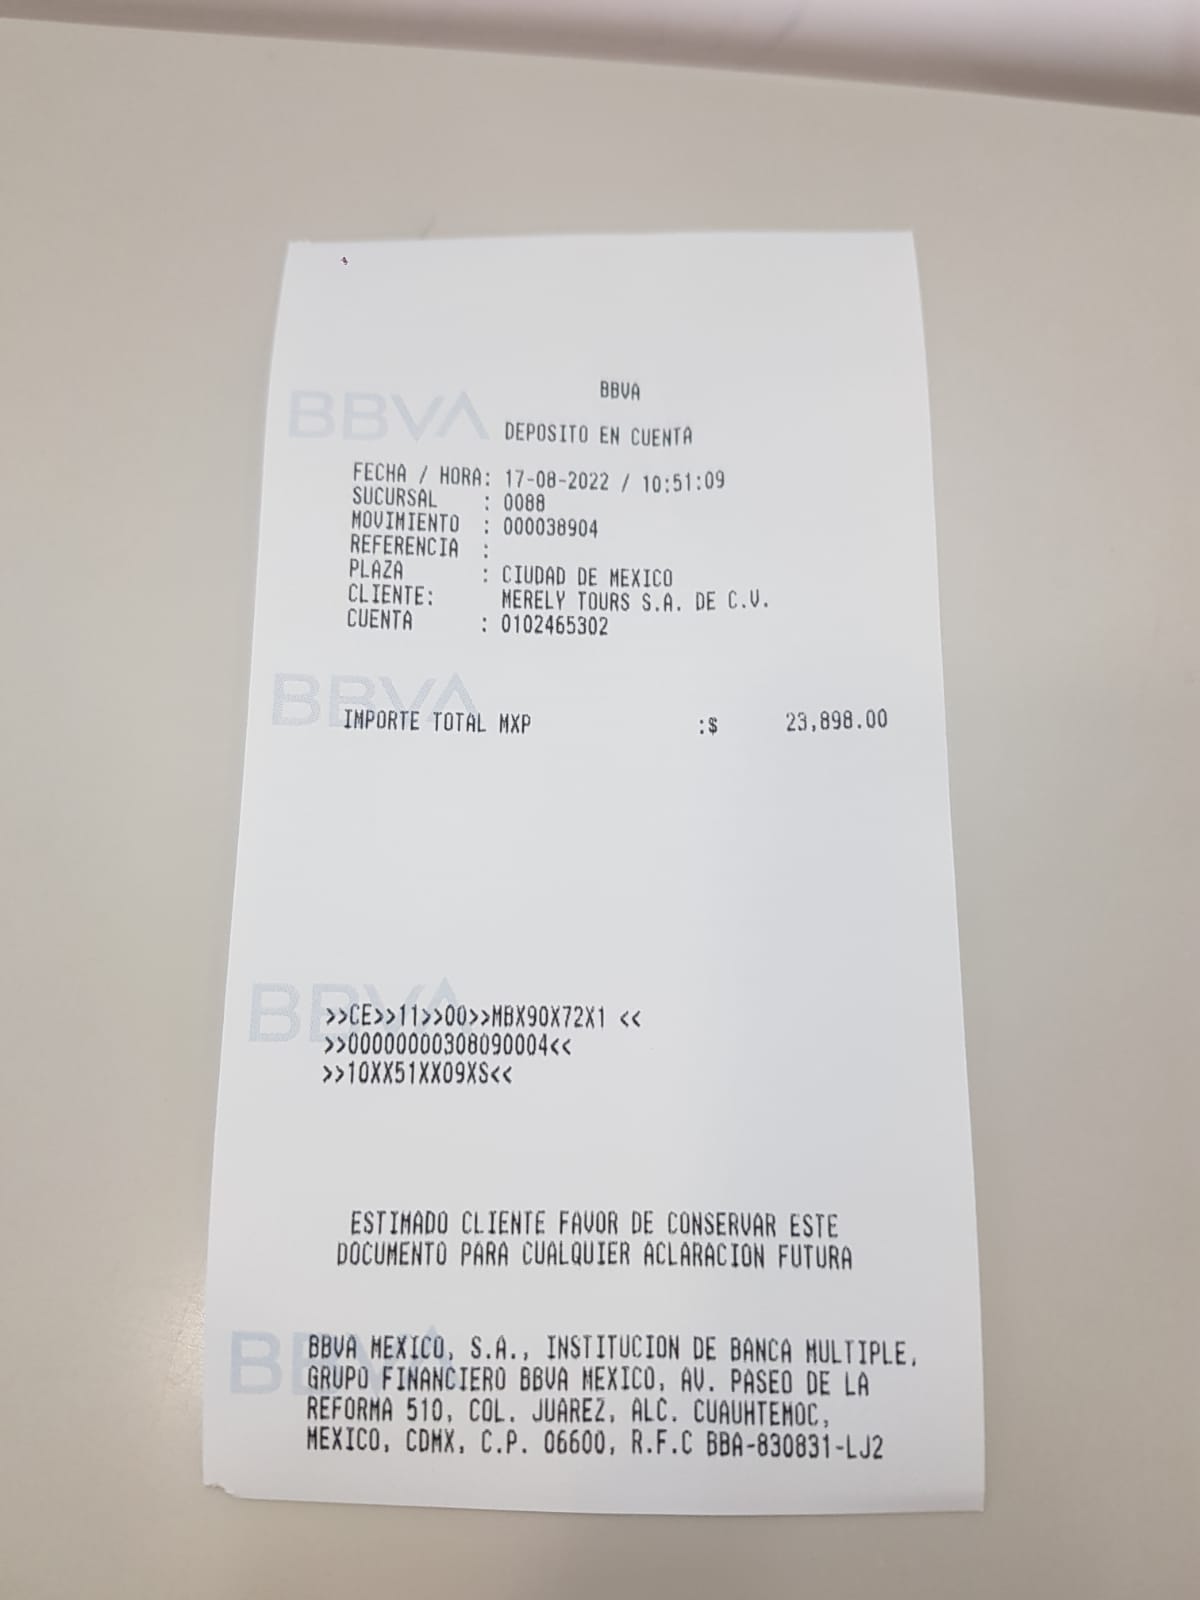 BBVA
DEPOSITO EN CUENTA
FECHA / HORA: 17-08-2022 / 10:51:09
SUCURSAL : 0088
MOVIMIENTO : 000038904
REFERENCIA :
PLAZA : CIUDAD DE MEXICO
CLIENTE: MERELY TOURS S.A. DE C.V.
CUENTA : 0102465302
BBVA
BBVA
IMPORTE TOTAL MXP :$ 23,898.00
BBVA
>>CE>>11>>00>>MBX90X72X1 <<
>>00000000308090004<<
>>10XX51XX09XS<<
ESTIMADO CLIENTE FAVOR DE CONSERVAR ESTE
DOCUMENTO PARA CUALQUIER ACLARACION FUTURA
BBVA
BBVA MEXICO, S.A., INSTITUCION DE BANCA MULTIPLE,
GRUPO FINANCIERO BBVA MEXICO, AV. PASEO DE LA
REFORMA 510, COL. JUAREZ, ALC. CUAUHTEMOC,
MEXICO, CDMX, C.P. 06600, R.F.C BBA-830831-LJ2